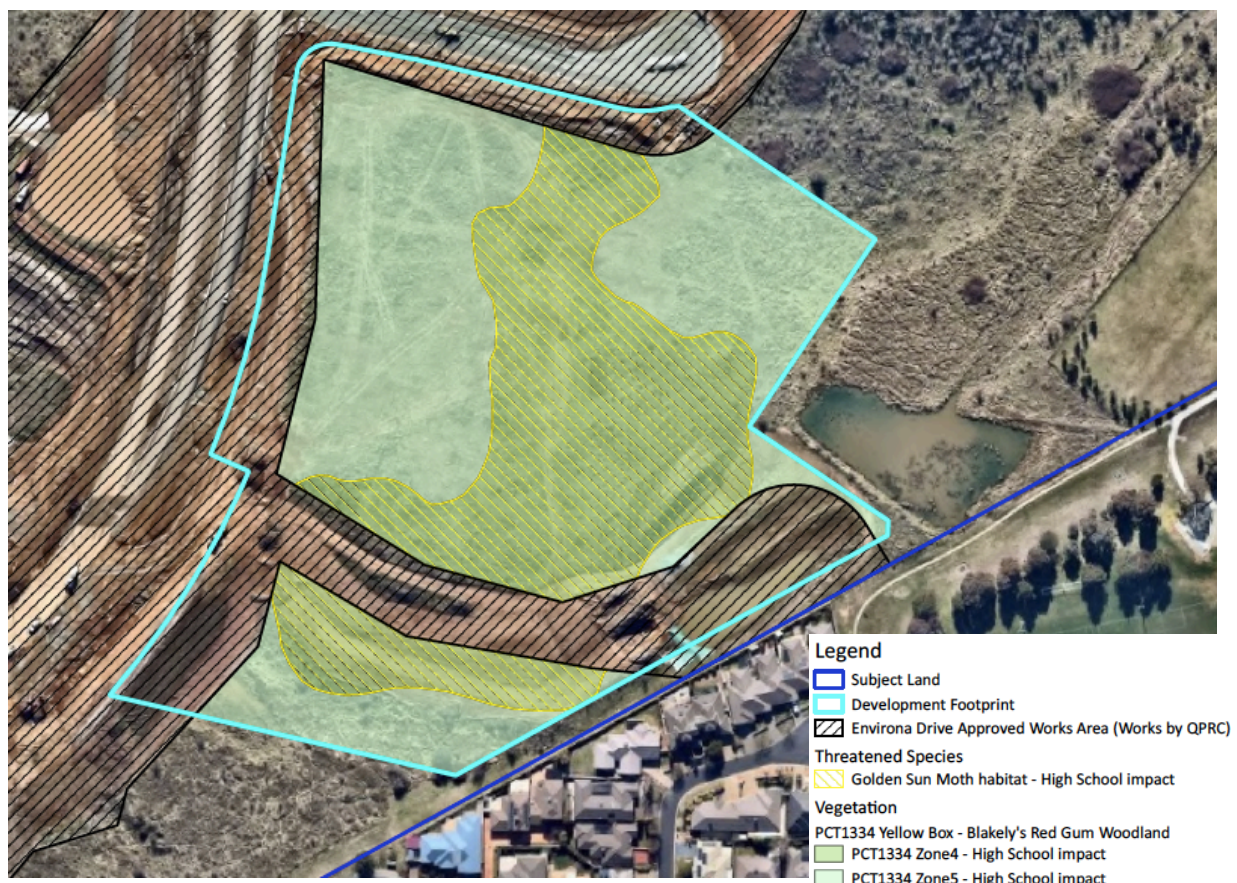 Legend
Subject Land
Development Footprint
Environa Drive Approved Works Area (Works by QPRC)
Threatened Species
Golden Sun Moth habitat - High School impact
Vegetation
PCT1334 Yellow Box - Blakely's Red Gum Woodland
PCT1334 Zone4 - High School impact
PCT1334 Zone5 - High School impact